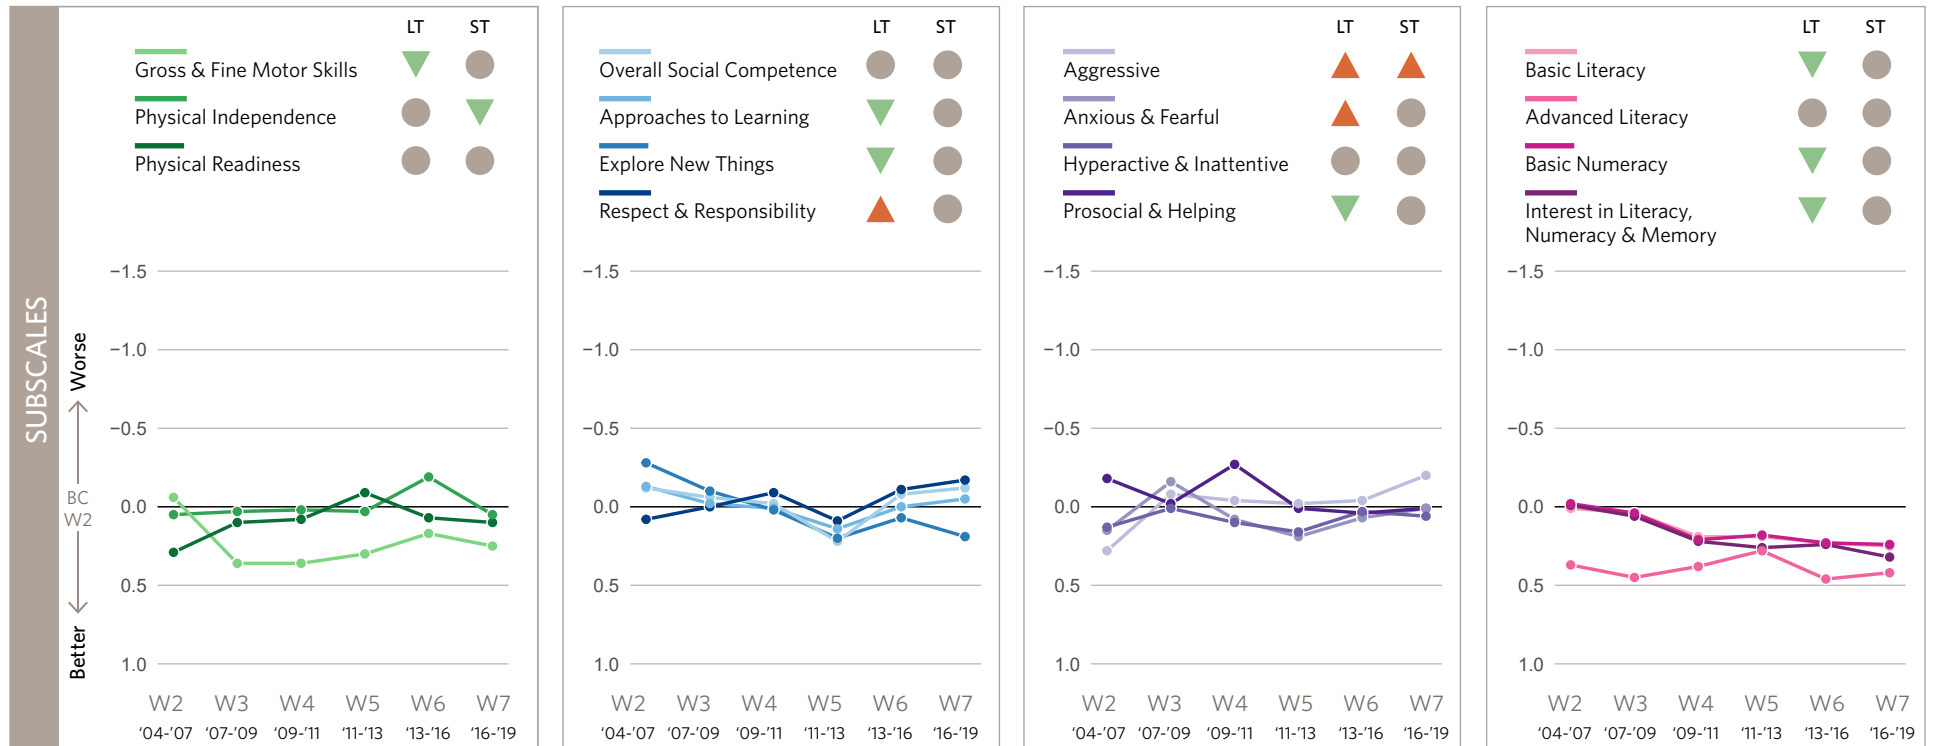 SUBSCALES
Worse
BC
W2
Better
LT ST
Gross & Fine Motor Skills
Physical Independence
Physical Readiness
−1.5
−1.0
−0.5
0.0
0.5
1.0
W2 W3 W4 W5 W6 W7
‘04-’07 ‘07-’09 ‘09-’11 ‘11-’13 ‘13-’16 ‘16-’19
LT ST
Overall Social Competence
Approaches to Learning
Explore New Things
Respect & Responsibility
−1.5
−1.0
−0.5
0.0
0.5
1.0
W2 W3 W4 W5 W6 W7
‘04-’07 ‘07-’09 ‘09-’11 ‘11-’13 ‘13-’16 ‘16-’19
LT ST
Aggressive
Anxious & Fearful
Hyperactive & Inattentive
Prosocial & Helping
−1.5
−1.0
−0.5
0.0
0.5
1.0
W2 W3 W4 W5 W6 W7
‘04-’07 ‘07-’09 ‘09-’11 ‘11-’13 ‘13-’16 ‘16-’19
LT ST
Basic Literacy
Advanced Literacy
Basic Numeracy
Interest in Literacy,
Numeracy & Memory
−1.5
−1.0
−0.5
0.0
0.5
1.0
W2 W3 W4 W5 W6 W7
‘04-’07 ‘07-’09 ‘09-’11 ‘11-’13 ‘13-’16 ‘16-’19